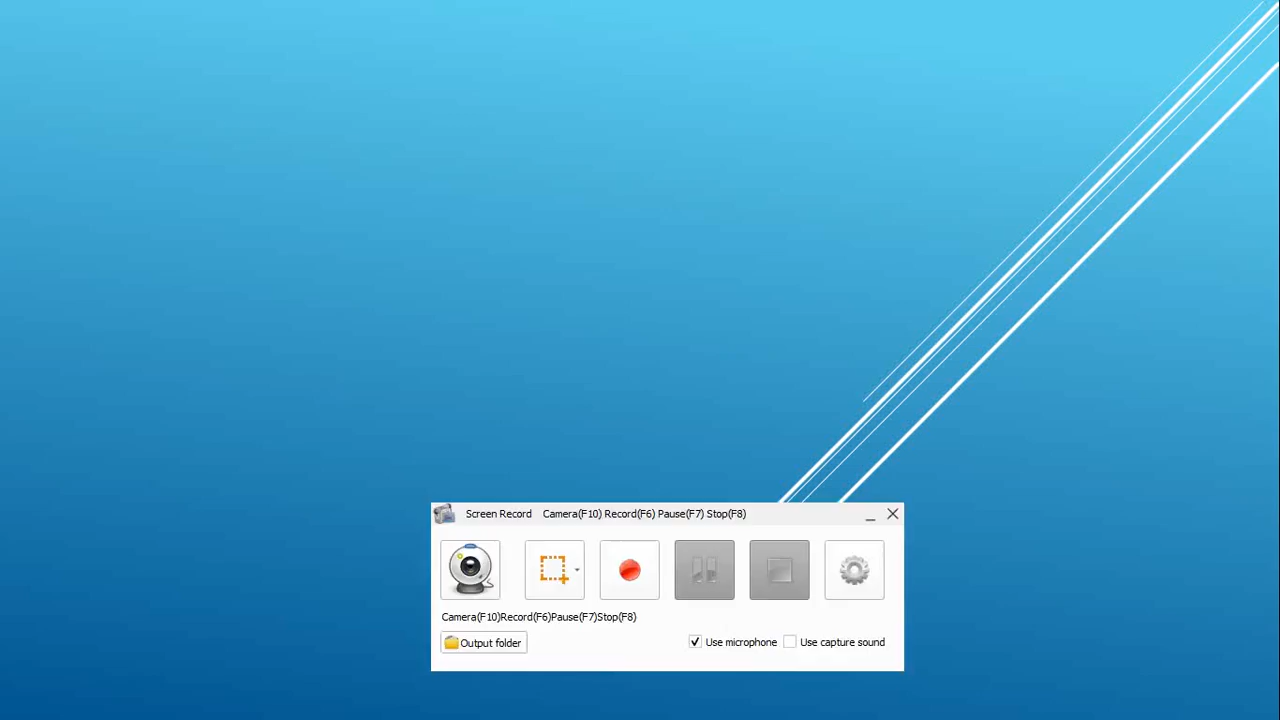 Screen Record Camera(F10) Record(F6) Pause(F7) Stop(F8)
Camera(F10)Record(F6)Pause(F7)Stop(F8)
Output folder Use microphone Use capture sound